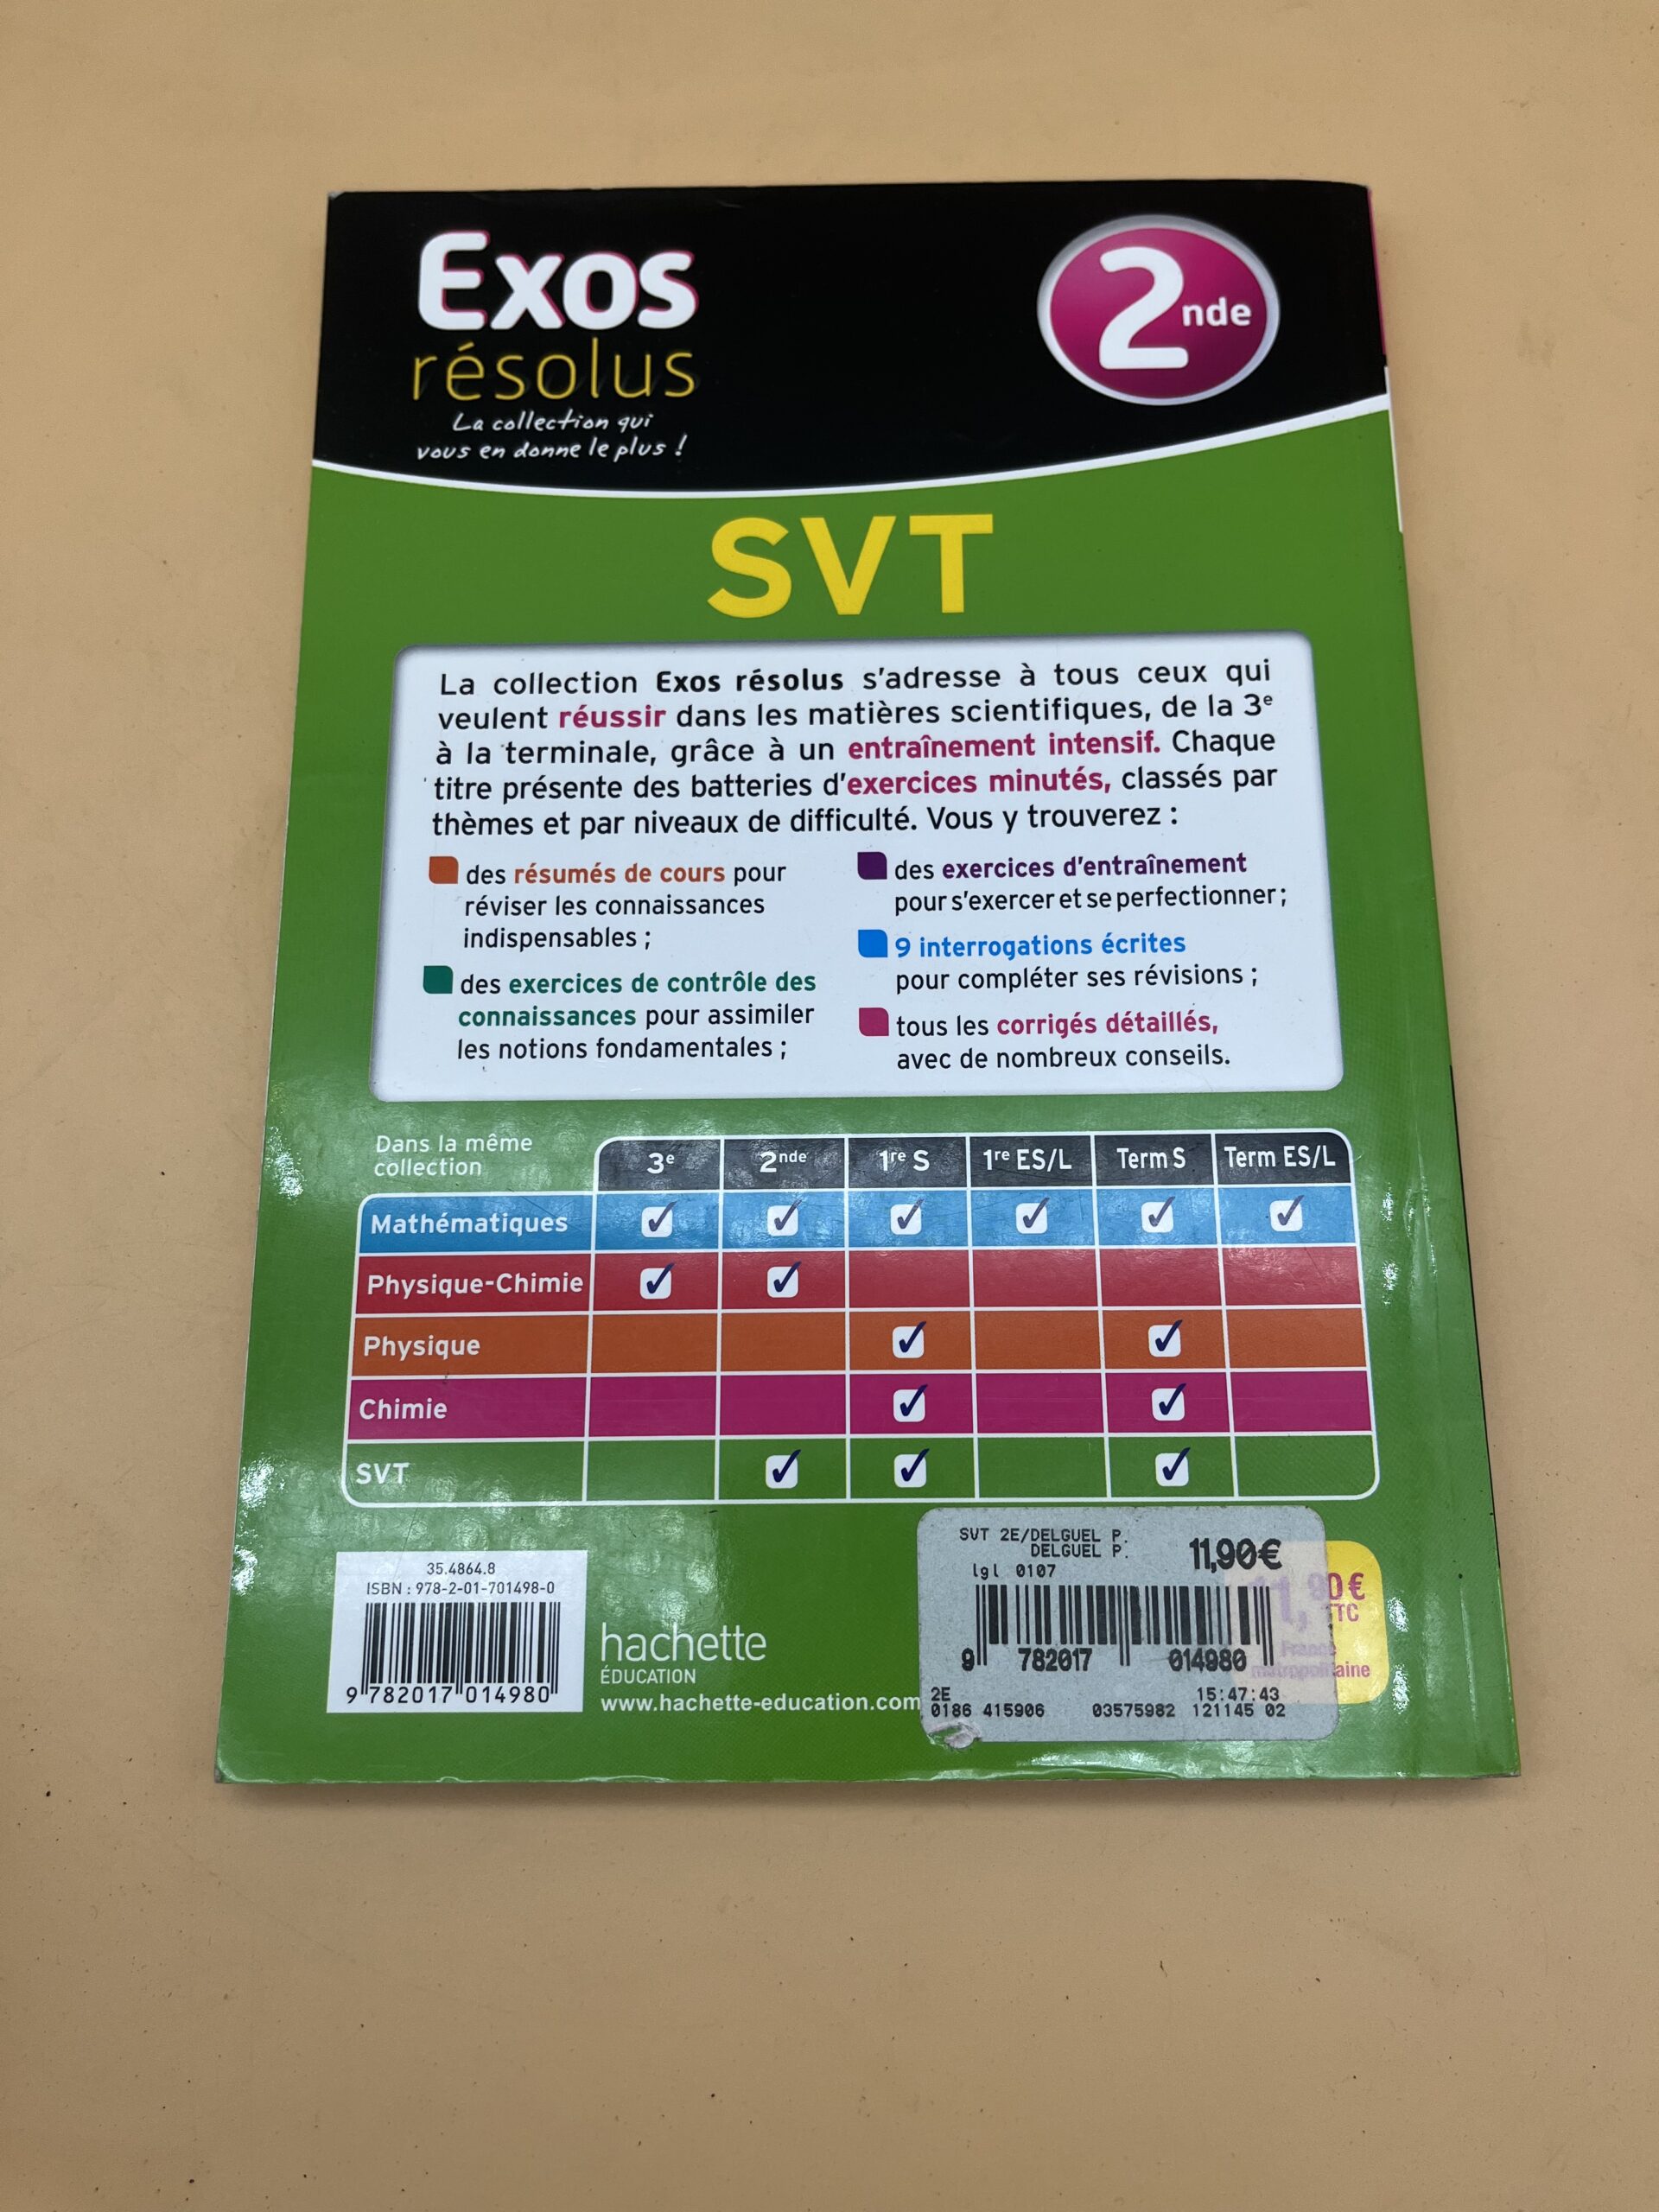 Exos
résolus
La collection qui
vous en donne le plus !
2nde
SVT
La collection Exos résolus s'adresse à tous ceux qui
veulent réussir dans les matières scientifiques, de la 3e
à la terminale, grâce à un entraînement intensif. Chaque
titre présente des batteries d'exercices minutés, classés par
thèmes et par niveaux de difficulté. Vous y trouverez :
des résumés de cours pour
réviser les connaissances
indispensables ;
des exercices de contrôle des
connaissances pour assimiler
les notions fondamentales ;
des exercices d'entraînement
pour s'exercer et se perfectionner ;
9 interrogations écrites
pour compléter ses révisions ;
tous les corrigés détaillés,
avec de nombreux conseils.
Dans la même
collection
3e 2nde 1re S 1re ES/L Term S Term ES/L
Mathématiques ✓ ✓ ✓ ✓ ✓ ✓
Physique-Chimie ✓ ✓
Physique ✓ ✓
Chimie ✓ ✓
SVT ✓ ✓ ✓
35.4864.8
ISBN : 978-2-01-701498-0
9 782017 014980
hachette
ÉDUCATION
www.hachette-education.com
SVT 2E/DELGUEL P.
DELGUEL P.
11,90€
lgl 0107
9 782017 014980
2E 15:47:43
0186 415906 03575982 121145 02
11,90 €
TTC
France
métropolitaine